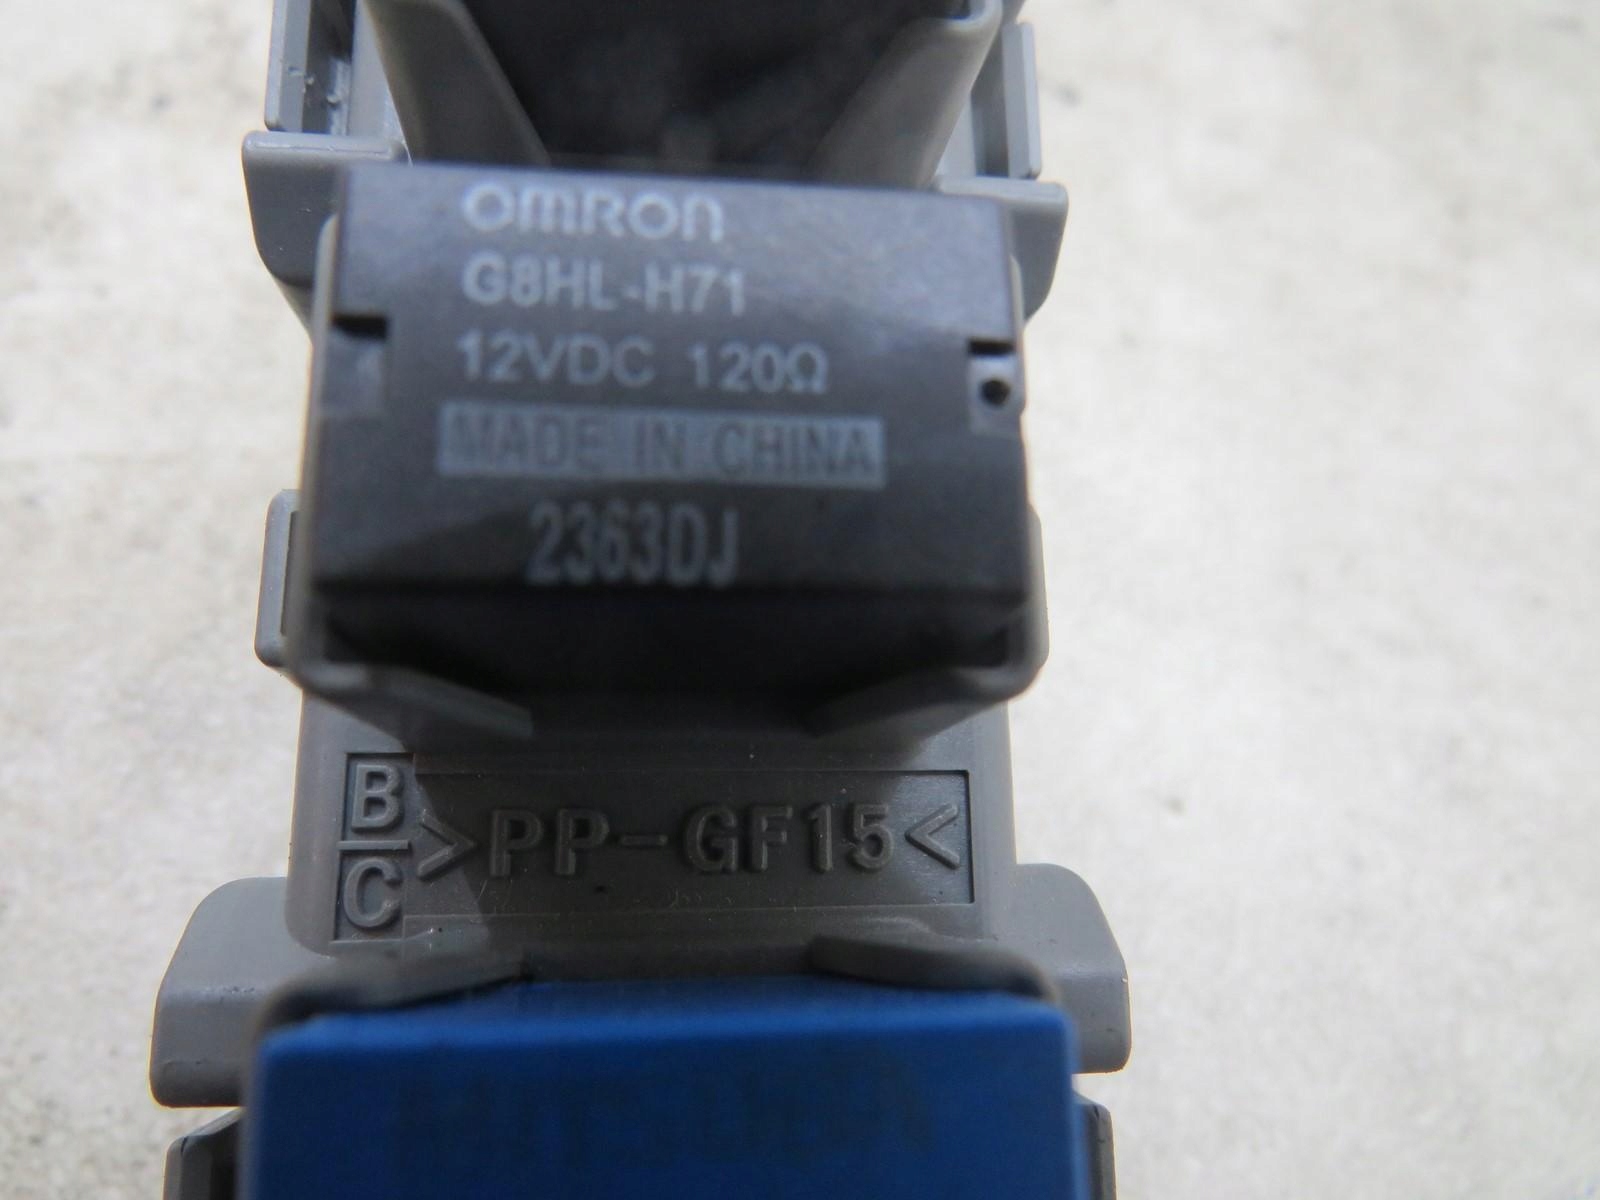 OMRON
G8HL-H71
12VDC 120Ω
MADE IN CHINA
2363DJ
B
C
>PP-GF15<